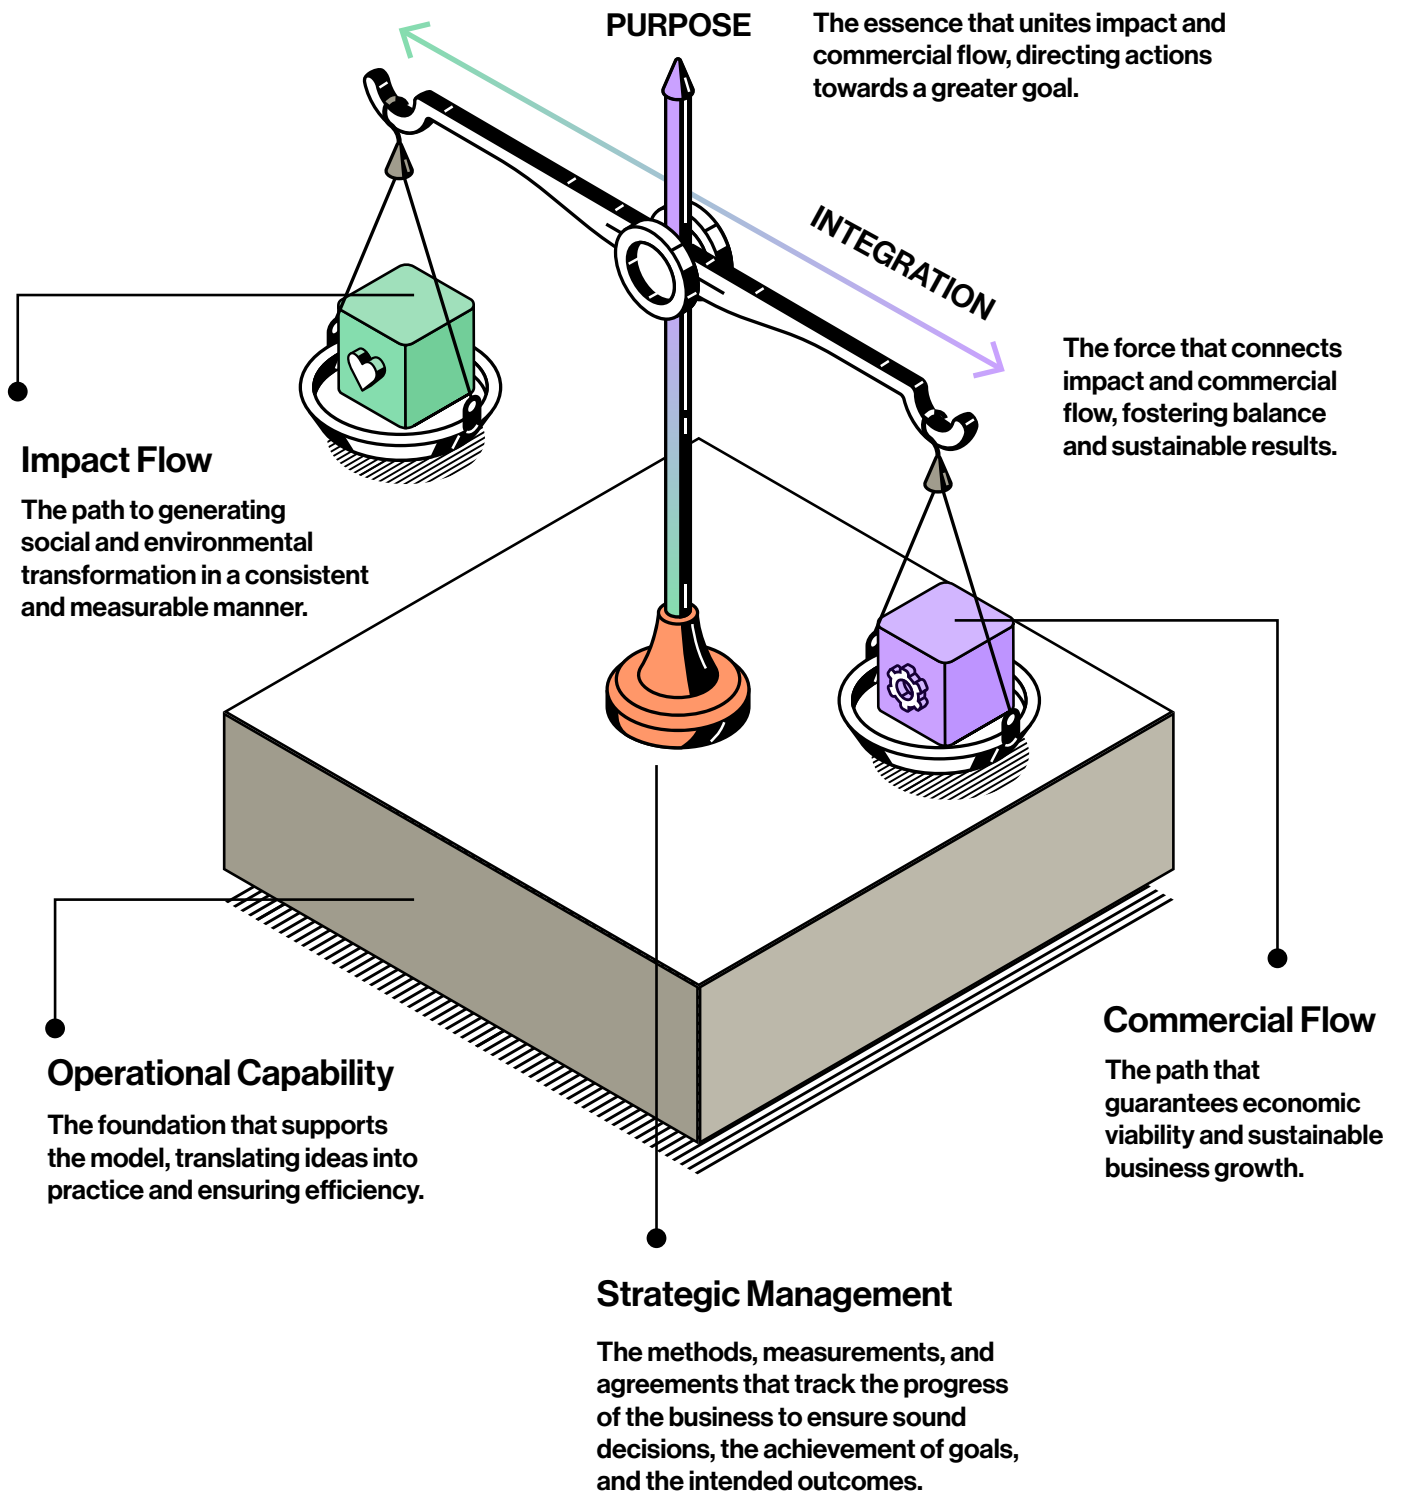 PURPOSE
The essence that unites impact and
commercial flow, directing actions
towards a greater goal.
INTEGRATION
The force that connects
impact and commercial
flow, fostering balance
and sustainable results.
Impact Flow
The path to generating
social and environmental
transformation in a consistent
and measurable manner.
Commercial Flow
The path that
guarantees economic
viability and sustainable
business growth.
Operational Capability
The foundation that supports
the model, translating ideas into
practice and ensuring efficiency.
Strategic Management
The methods, measurements, and
agreements that track the progress
of the business to ensure sound
decisions, the achievement of goals,
and the intended outcomes.